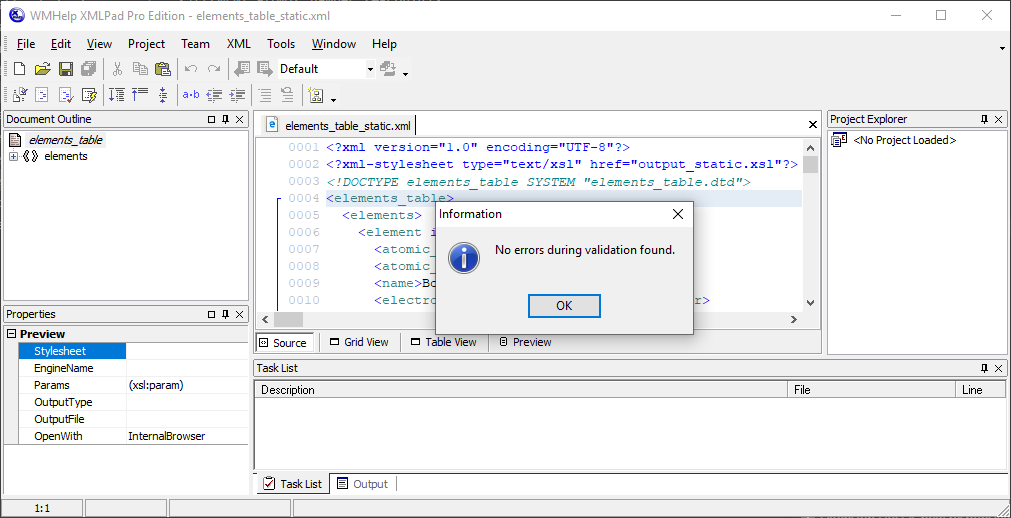 WMHelp XMLPad Pro Edition - elements_table_static.xml
File Edit View Project Team XML Tools Window Help
Default
a·b
Document Outline
elements_table
elements
elements_table_static.xml
0001 <?xml version="1.0" encoding="UTF-8"?>
0002 <?xml-stylesheet type="text/xsl" href="output_static.xsl"?>
0003 <!DOCTYPE elements_table SYSTEM "elements_table.dtd">
0004 <elements_table>
0005 <elements>
0006 <element i
0007 <atomic_
0008 <atomic_
0009 <name>Bo
0010 <electro r>
Information
No errors during validation found.
OK
Project Explorer
<No Project Loaded>
Properties
Preview
Stylesheet
EngineName
Params (xsl:param)
OutputType
OutputFile
OpenWith InternalBrowser
Source Grid View Table View Preview
Task List
Description File Line
Task List Output
1:1